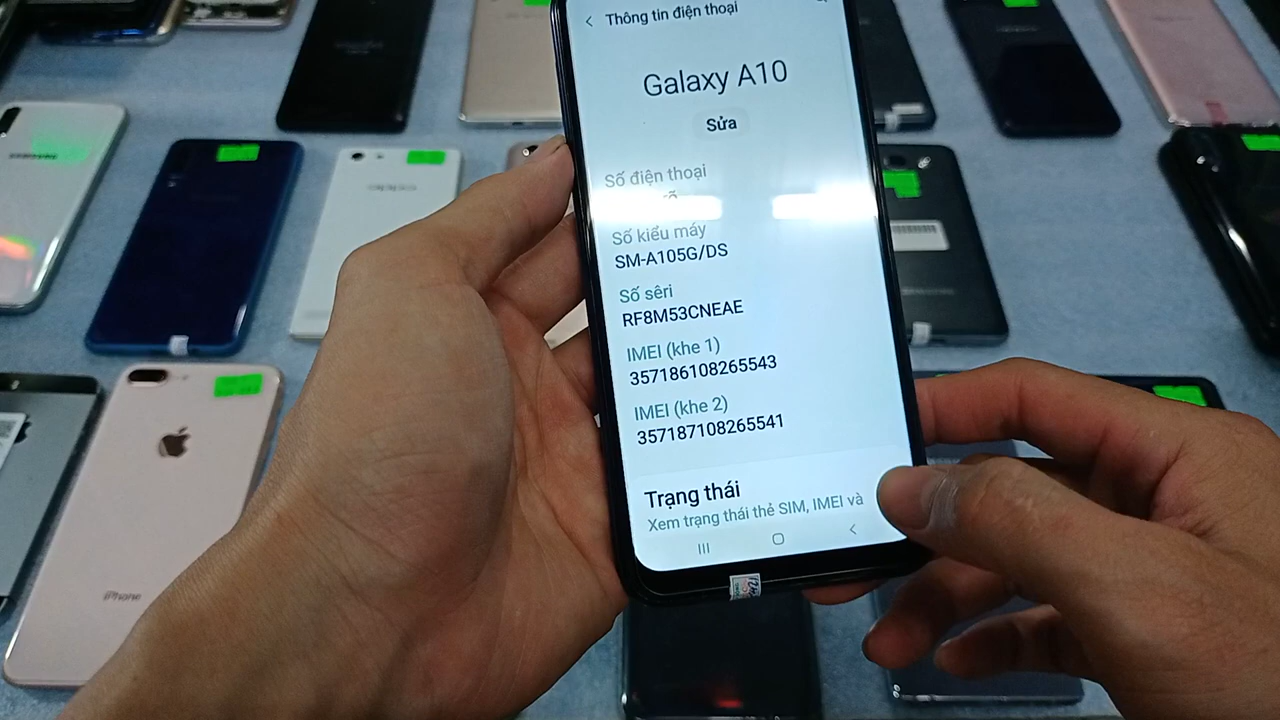 Thông tin điện thoại
Galaxy A10
Sửa
Số điện thoại
Số kiểu máy
SM-A105G/DS
Số sêri
RF8M53CNEAE
IMEI (khe 1)
357186108265543
IMEI (khe 2)
357187108265541
Trạng thái
Xem trạng thái thẻ SIM, IMEI và
SAMSUNG
iPhone